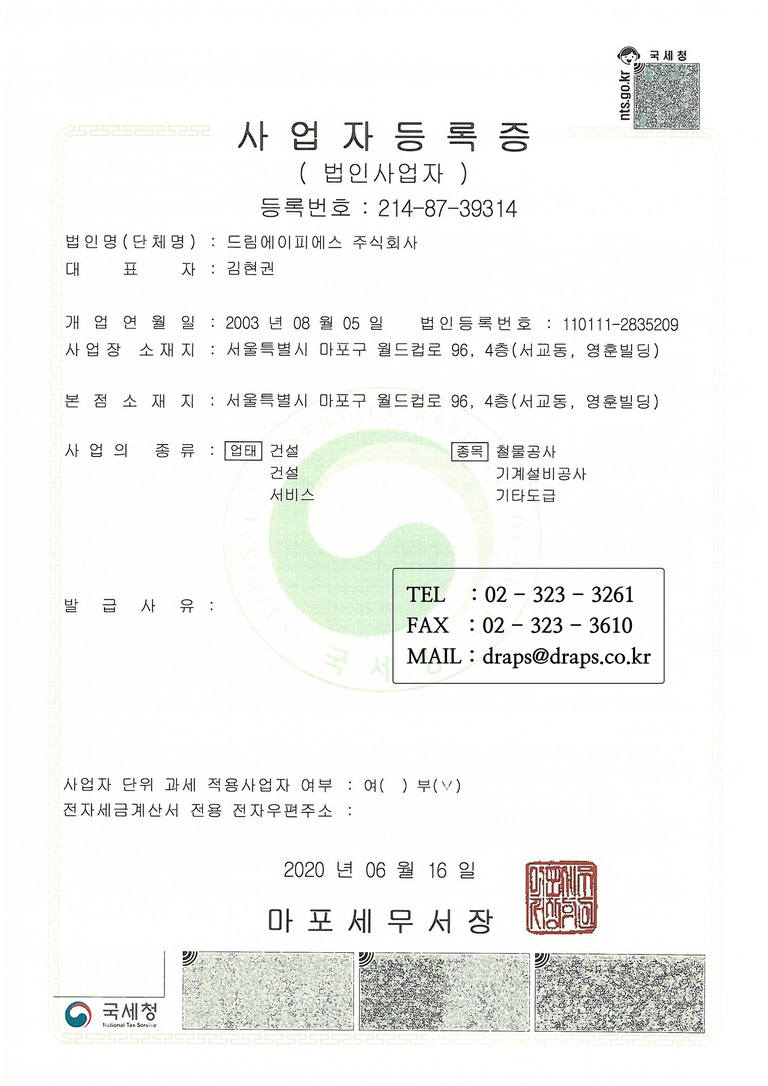 국세청
nts.go.kr
사업자등록증
( 법인사업자 )
등록번호 : 214-87-39314
법인명(단체명) : 드림에이피에스 주식회사
대 표 자 : 김현권
개 업 연 월 일 : 2003 년 08 월 05 일 법인등록번호 : 110111-2835209
사업장 소재지 : 서울특별시 마포구 월드컵로 96, 4층(서교동, 영훈빌딩)
본 점 소 재 지 : 서울특별시 마포구 월드컵로 96, 4층(서교동, 영훈빌딩)
사 업 의 종 류 : 업태 건설 종목 철물공사
건설 기계설비공사
서비스 기타도급
발 급 사 유 :
TEL : 02 - 323 - 3261
FAX : 02 - 323 - 3610
MAIL : draps@draps.co.kr
국 세
사업자 단위 과세 적용사업자 여부 : 여( ) 부(∨)
전자세금계산서 전용 전자우편주소 :
2020 년 06 월 16 일
마 포 세 무 서 장
국세청
National Tax Service